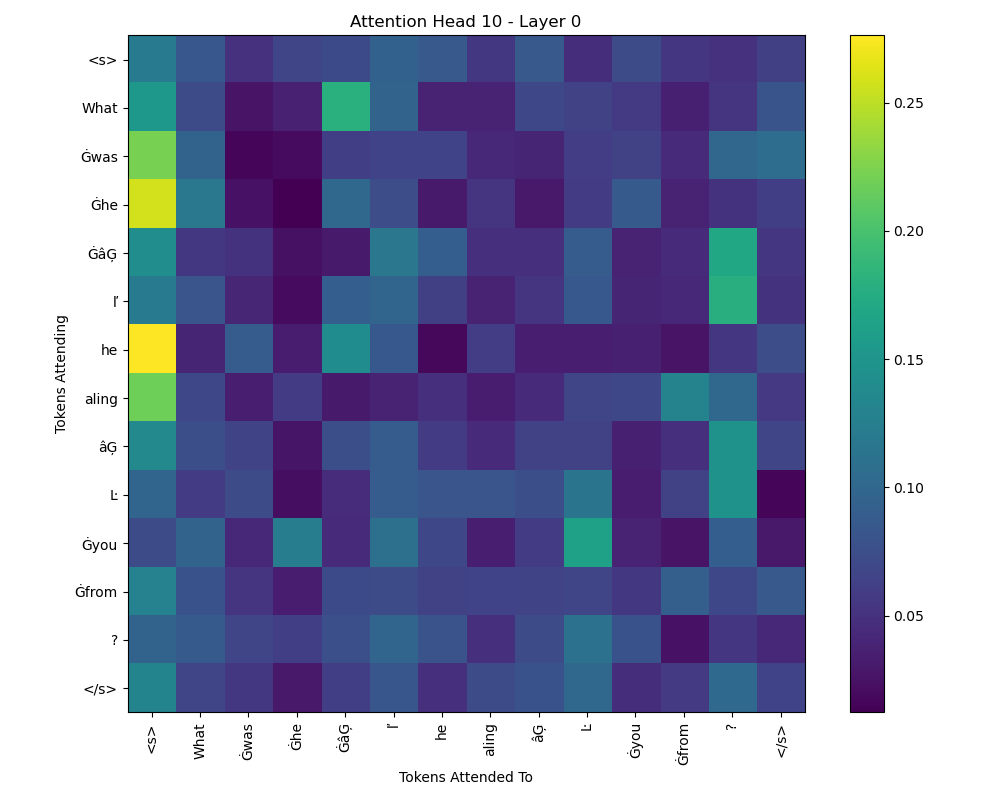 Attention Head 10 - Layer 0
<s>
What
Ġwas
Ġhe
ĠâĢ
ľ
he
aling
âĢ
Ŀ
Ġyou
Ġfrom
?
</s>
Tokens Attending
<s>
What
Ġwas
Ġhe
ĠâĢ
ľ
he
aling
âĢ
Ŀ
Ġyou
Ġfrom
?
</s>
Tokens Attended To
0.25
0.20
0.15
0.10
0.05